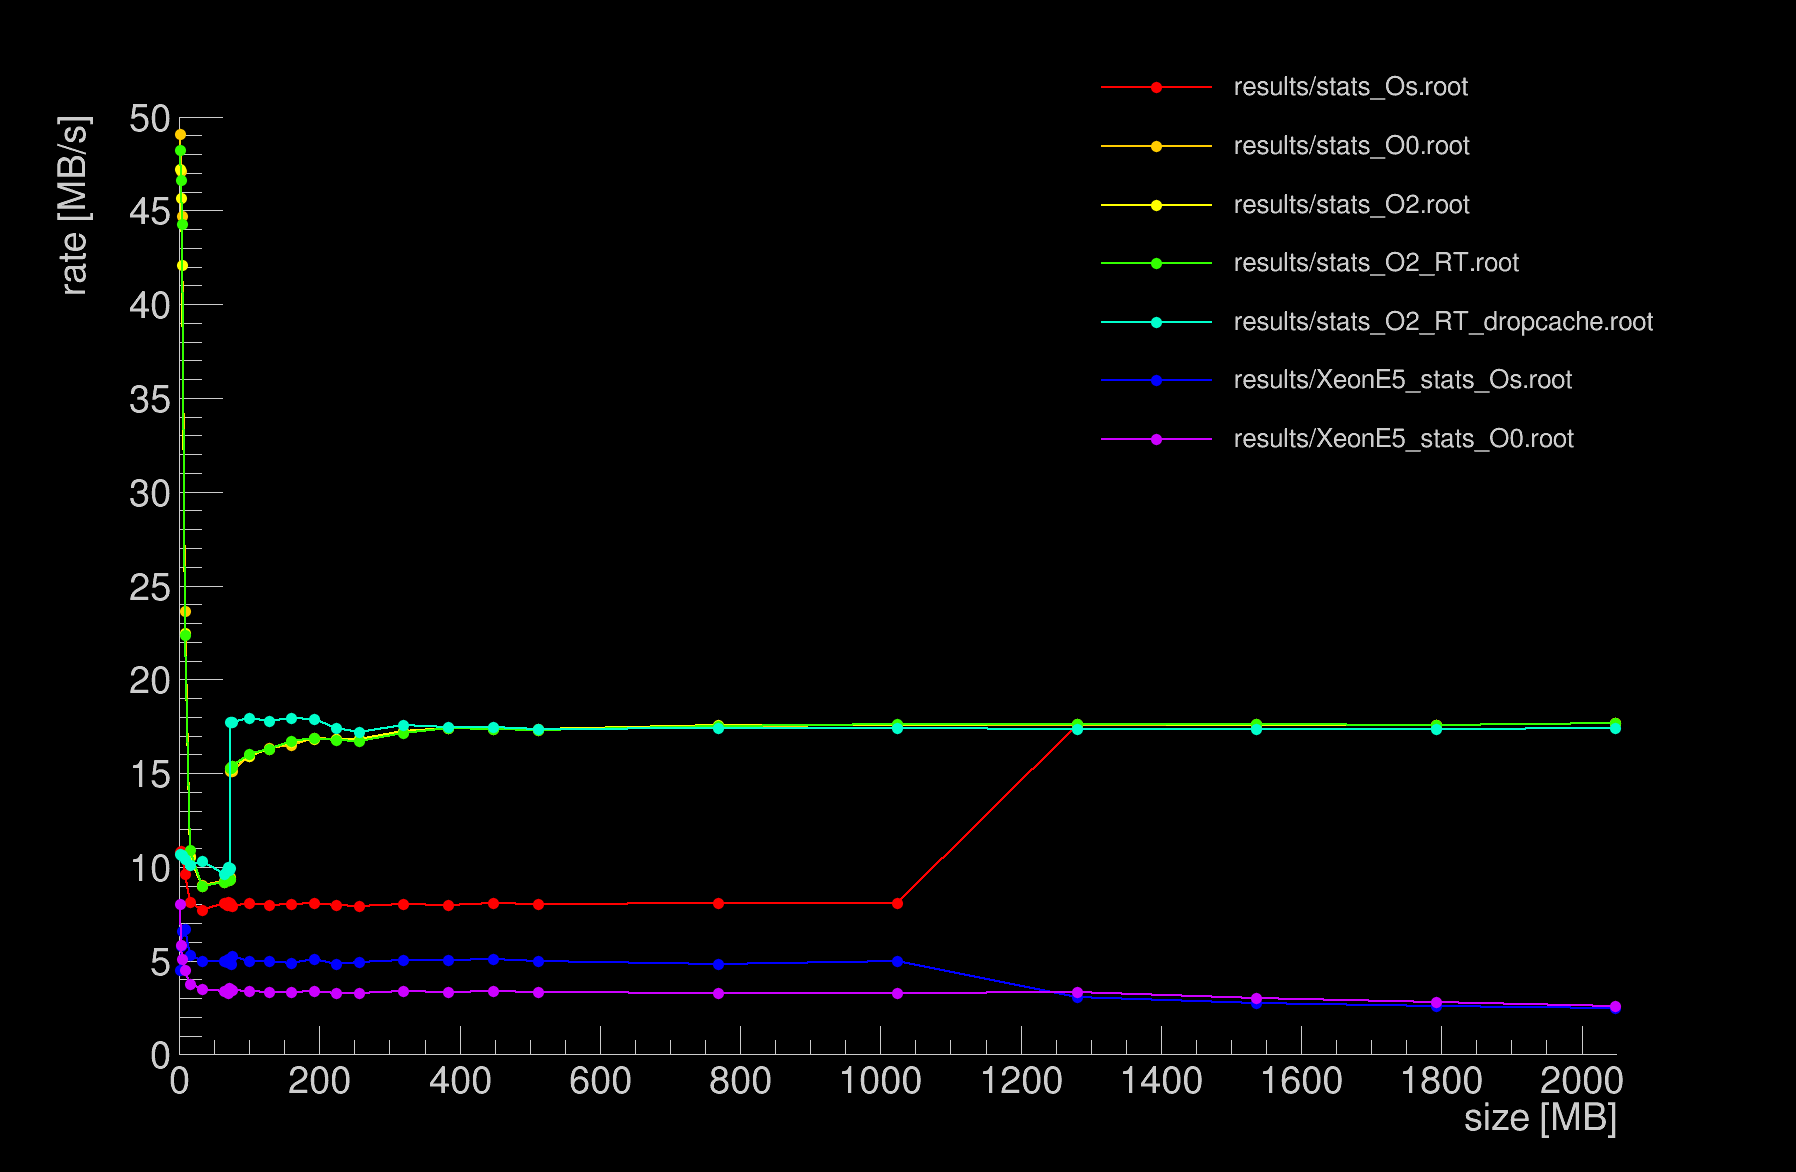 results/stats_Os.root
results/stats_O0.root
results/stats_O2.root
results/stats_O2_RT.root
results/stats_O2_RT_dropcache.root
results/XeonE5_stats_Os.root
results/XeonE5_stats_O0.root
rate [MB/s]
50
45
40
35
30
25
20
15
10
5
0
0 200 400 600 800 1000 1200 1400 1600 1800 2000
size [MB]